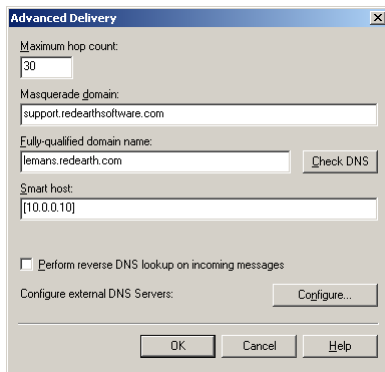 Advanced Delivery
Maximum hop count:
30
Masquerade domain:
support.redearthsoftware.com
Fully-qualified domain name:
lemans.redearth.com
Check DNS
Smart host:
[10.0.0.10]
Perform reverse DNS lookup on incoming messages
Configure external DNS Servers:
Configure...
OK Cancel Help